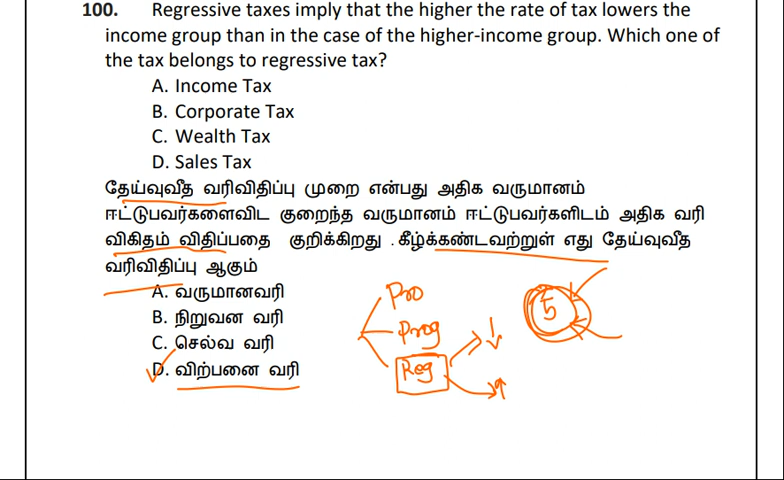 100. Regressive taxes imply that the higher the rate of tax lowers the
income group than in the case of the higher-income group. Which one of
the tax belongs to regressive tax?
A. Income Tax
B. Corporate Tax
C. Wealth Tax
D. Sales Tax
தேய்வுவீத வரிவிதிப்பு முறை என்பது அதிக வருமானம்
ஈட்டுபவர்களைவிட குறைந்த வருமானம் ஈட்டுபவர்களிடம் அதிக வரி
விகிதம் விதிப்பதை குறிக்கிறது .கீழ்க்கண்டவற்றுள் எது தேய்வுவீத
வரிவிதிப்பு ஆகும்
A. வருமானவரி
B. நிறுவன வரி
C. செல்வ வரி
D. விற்பனை வரி
Pro
Prog
Reg
5